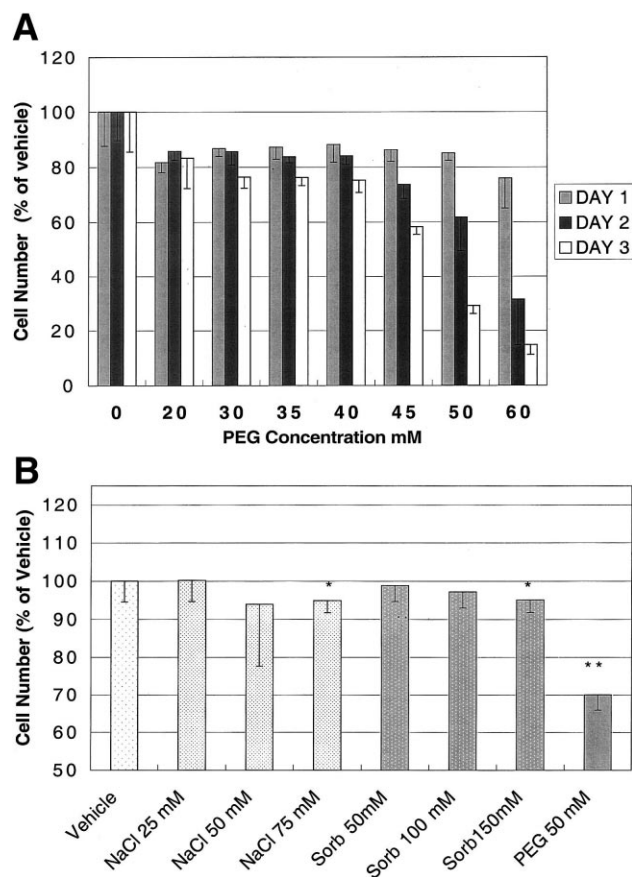 A
Cell Number (% of vehicle)
120
100
80
60
40
20
0
0 20 30 35 40 45 50 60
PEG Concentration mM
DAY 1
DAY 2
DAY 3
B
Cell Number (% of Vehicle)
120
110
100
90
80
70
60
50
*
*
**
Vehicle
NaCl 25 mM
NaCl 50 mM
NaCl 75 mM
Sorb 50mM
Sorb 100 mM
Sorb150mM
PEG 50 mM